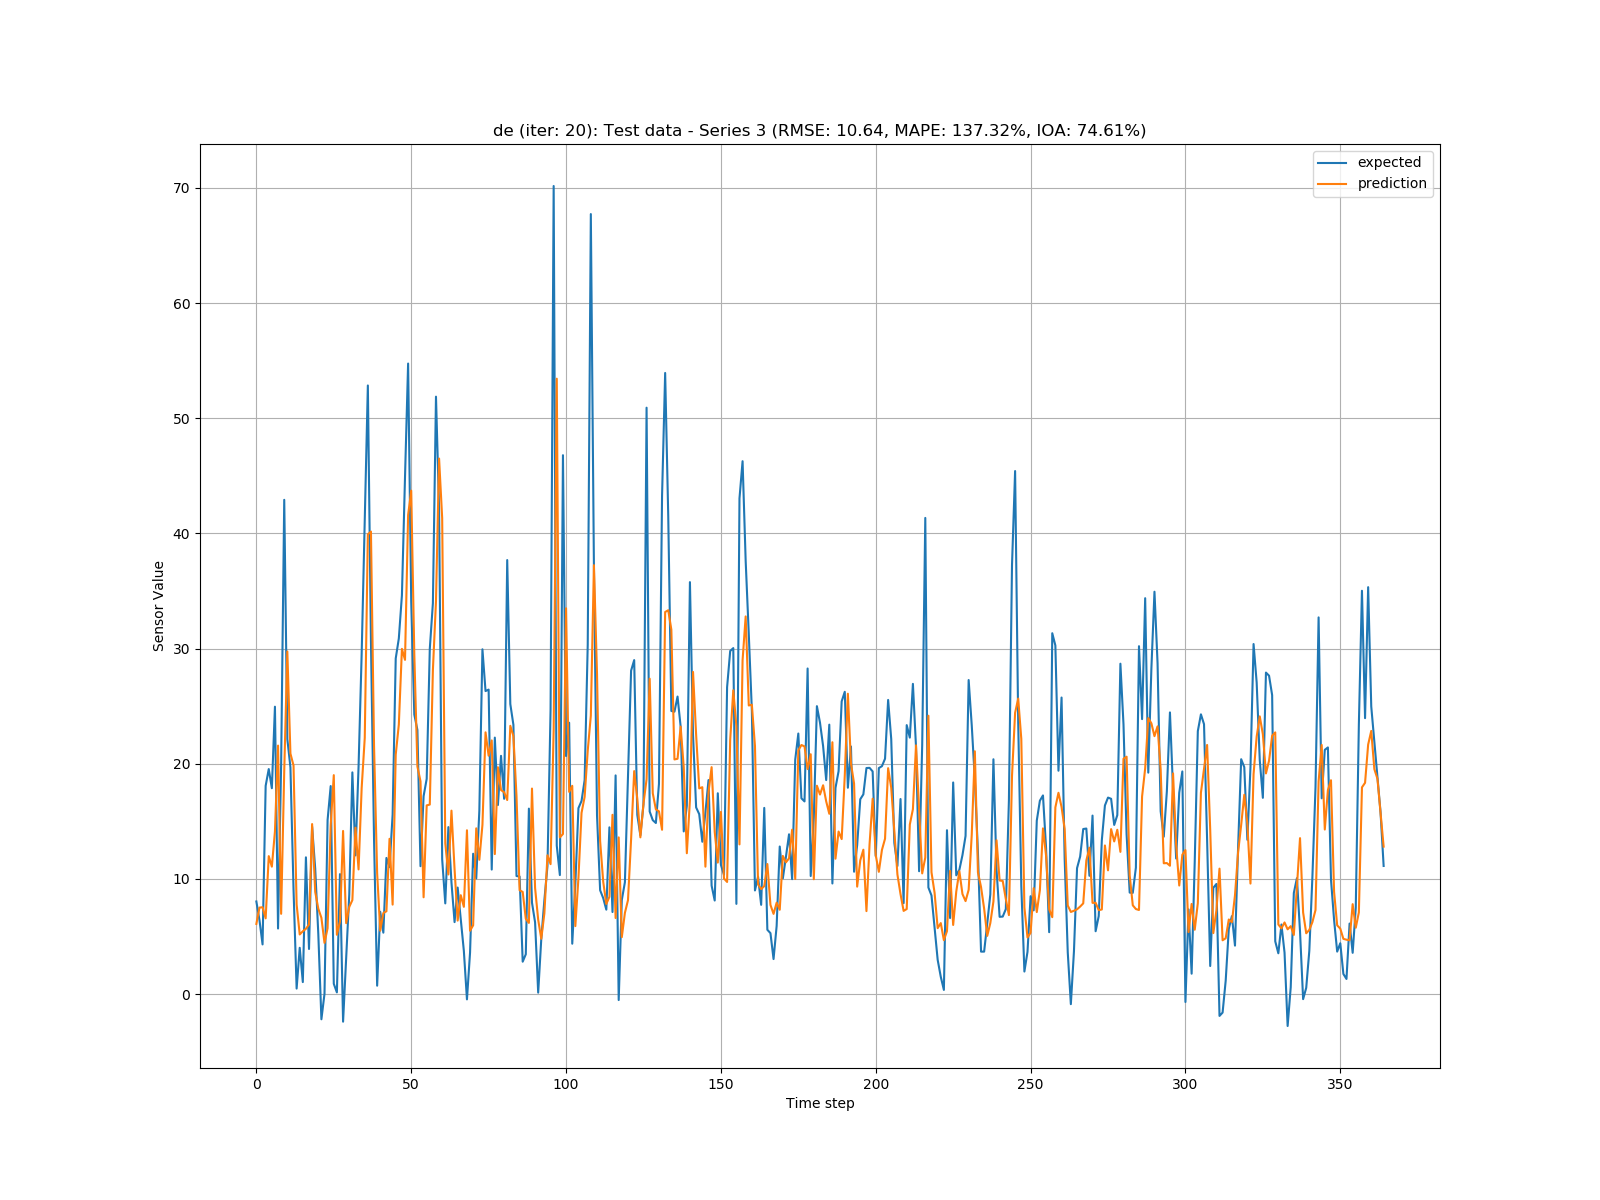 de (iter: 20): Test data - Series 3 (RMSE: 10.64, MAPE: 137.32%, IOA: 74.61%)
expected
prediction
70
60
50
40
30
20
10
0
Sensor Value
0 50 100 150 200 250 300 350
Time step